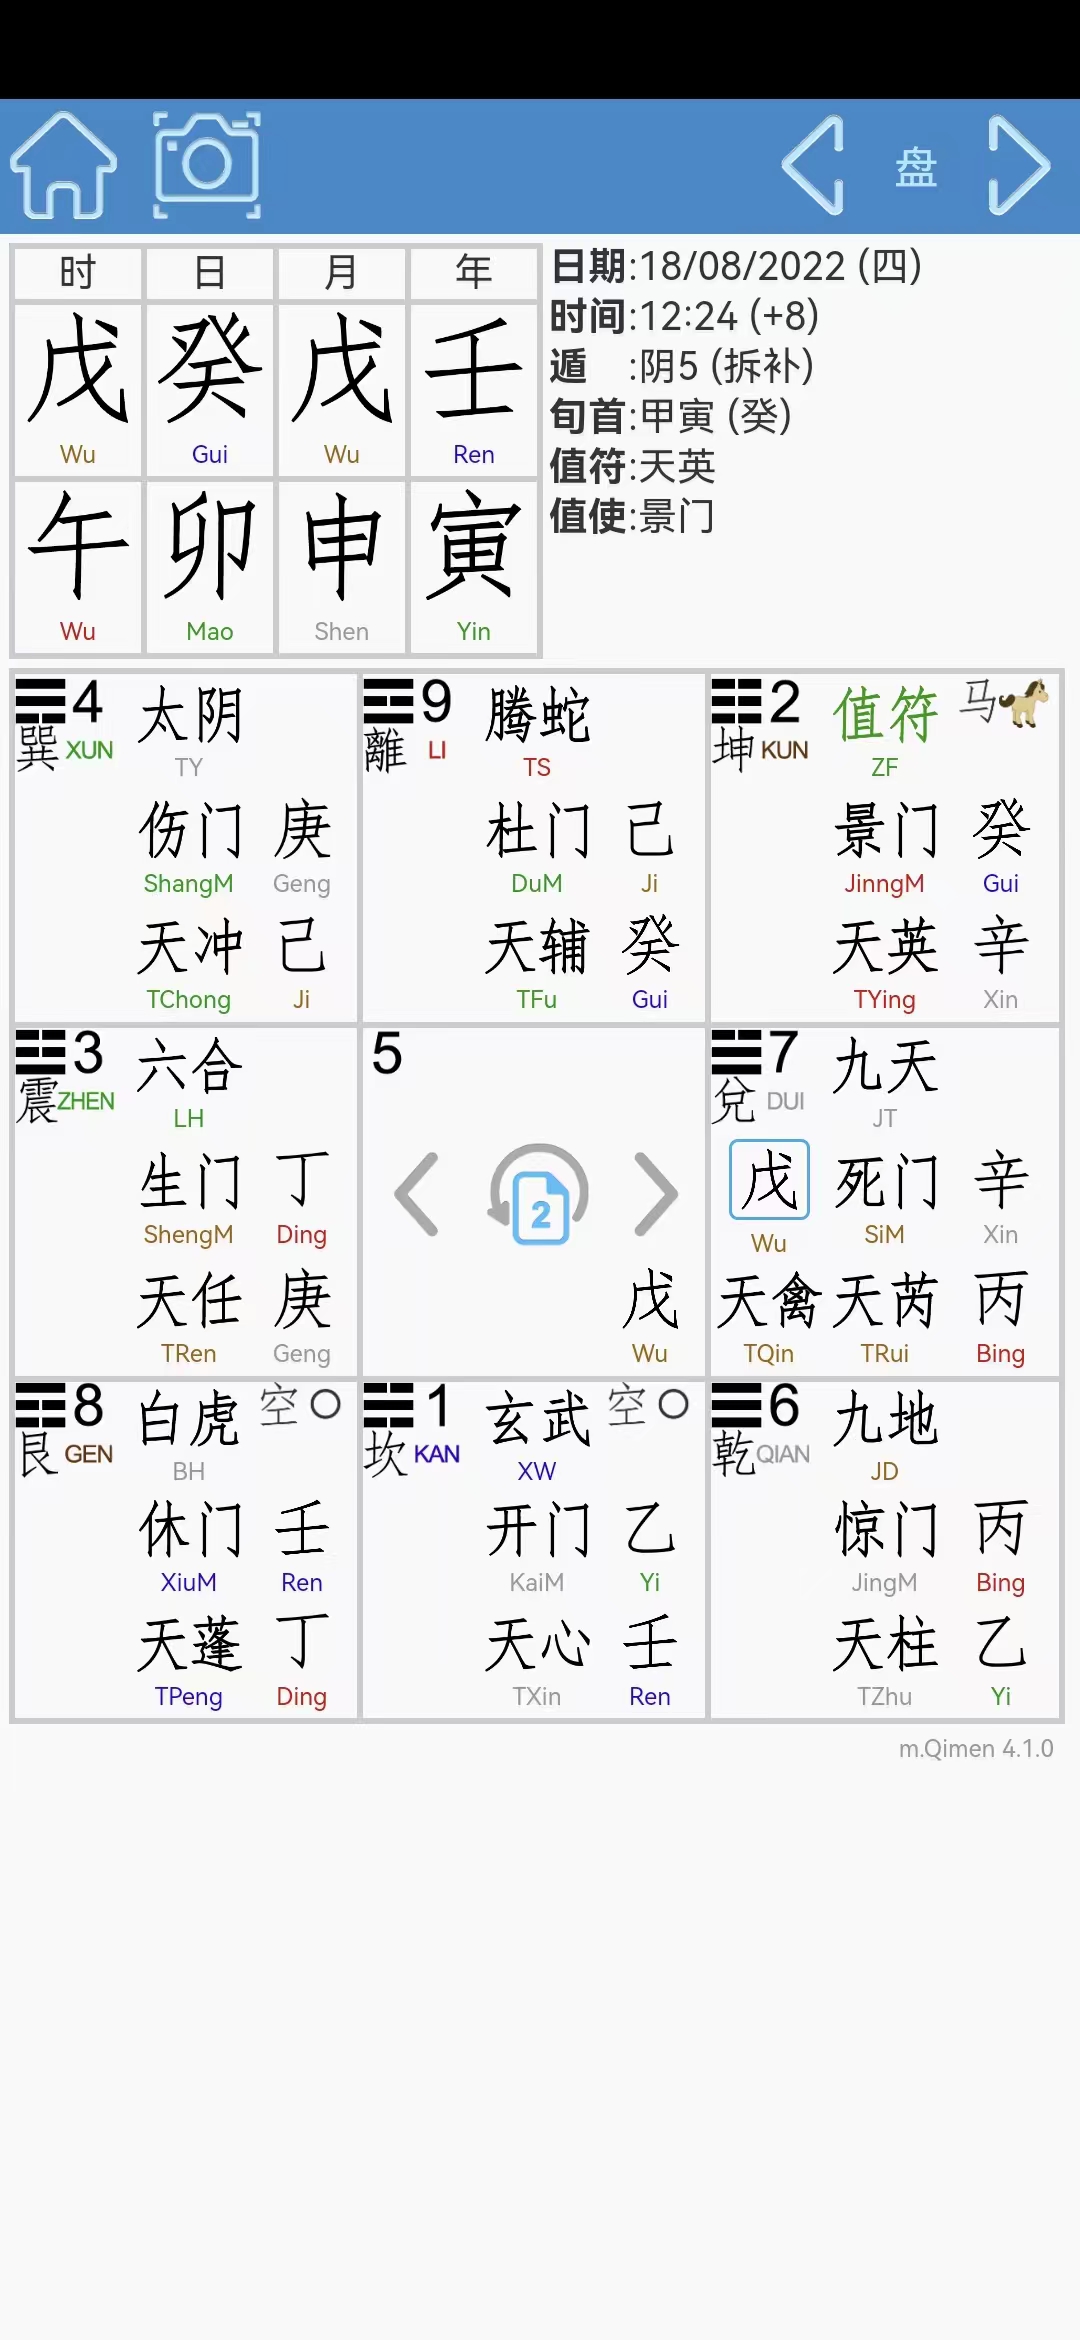 盘
时 日 月 年
戊 癸 戊 壬
Wu Gui Wu Ren
午 卯 申 寅
Wu Mao Shen Yin
日期:18/08/2022 (四)
时间:12:24 (+8)
遁 :阴5 (拆补)
旬首:甲寅 (癸)
值符:天英
值使:景门
4 太阴
巽 XUN TY
伤门 庚
ShangM Geng
天冲 己
TChong Ji
9 腾蛇
離 LI TS
杜门 己
DuM Ji
天辅 癸
TFu Gui
2 值符 马
坤 KUN ZF
景门 癸
JinngM Gui
天英 辛
TYing Xin
3 六合
震 ZHEN LH
生门 丁
ShengM Ding
天任 庚
TRen Geng
5
2
戊
Wu
7 九天
兌 DUI JT
戊 死门 辛
Wu SiM Xin
天禽 天芮 丙
TQin TRui Bing
8 白虎 空
艮 GEN BH
休门 壬
XiuM Ren
天蓬 丁
TPeng Ding
1 玄武 空
坎 KAN XW
开门 乙
KaiM Yi
天心 壬
TXin Ren
6 九地
乾 QIAN JD
惊门 丙
JingM Bing
天柱 乙
TZhu Yi
m.Qimen 4.1.0